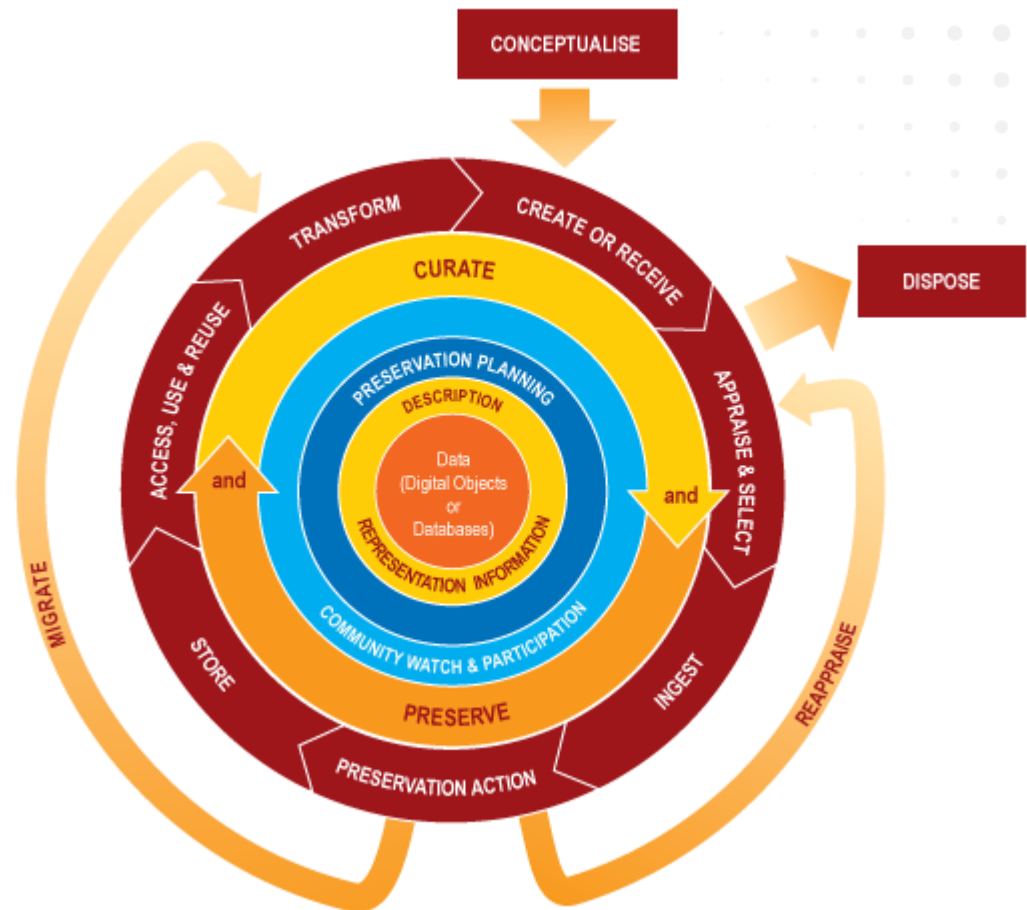 CONCEPTUALISE
CREATE OR RECEIVE
DISPOSE
APPRAISE & SELECT
INGEST
REAPPRAISE
PRESERVATION ACTION
STORE
MIGRATE
ACCESS, USE & REUSE
TRANSFORM
CURATE
and
PRESERVE
and
PRESERVATION PLANNING
COMMUNITY WATCH & PARTICIPATION
DESCRIPTION
REPRESENTATION INFORMATION
Data
(Digital Objects
or
Databases)